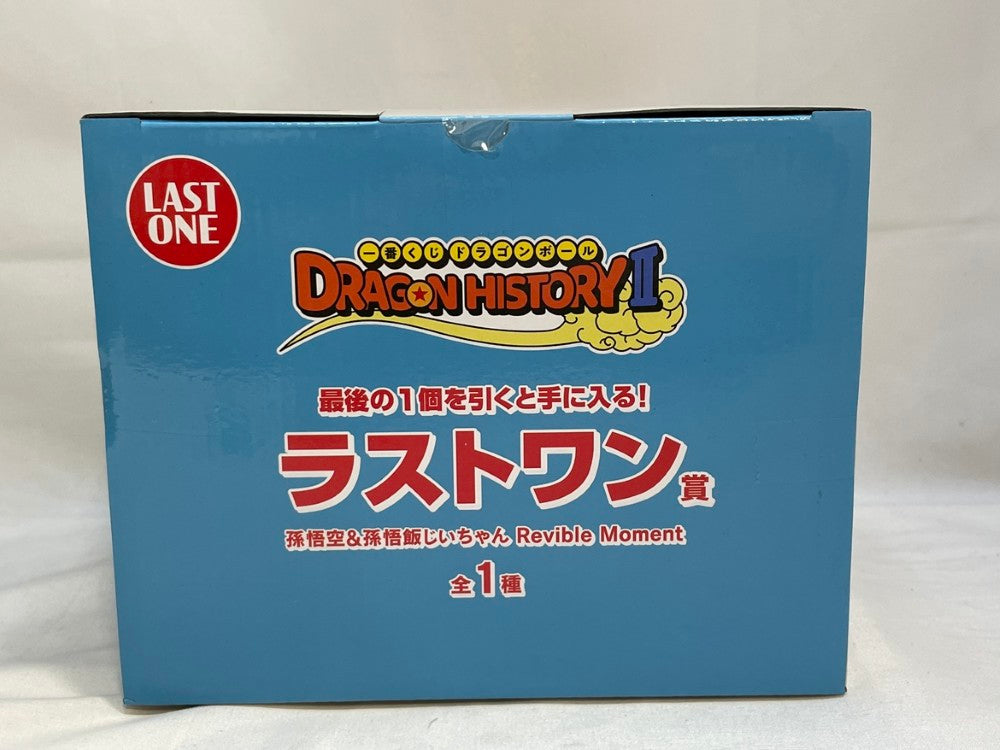 LAST
ONE
一番くじ ドラゴンボール
DRAGON HISTORY II
最後の1個を引くと手に入る!
ラストワン賞
孫悟空&孫悟飯じいちゃん Revible Moment
全1種